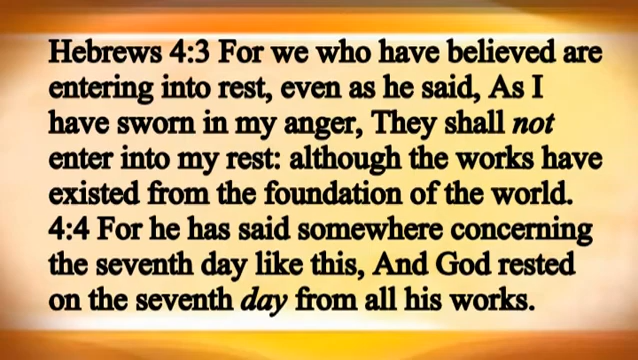 Hebrews 4:3 For we who have believed are
entering into rest, even as he said, As I
have sworn in my anger, They shall not
enter into my rest: although the works have
existed from the foundation of the world.
4:4 For he has said somewhere concerning
the seventh day like this, And God rested
on the seventh day from all his works.